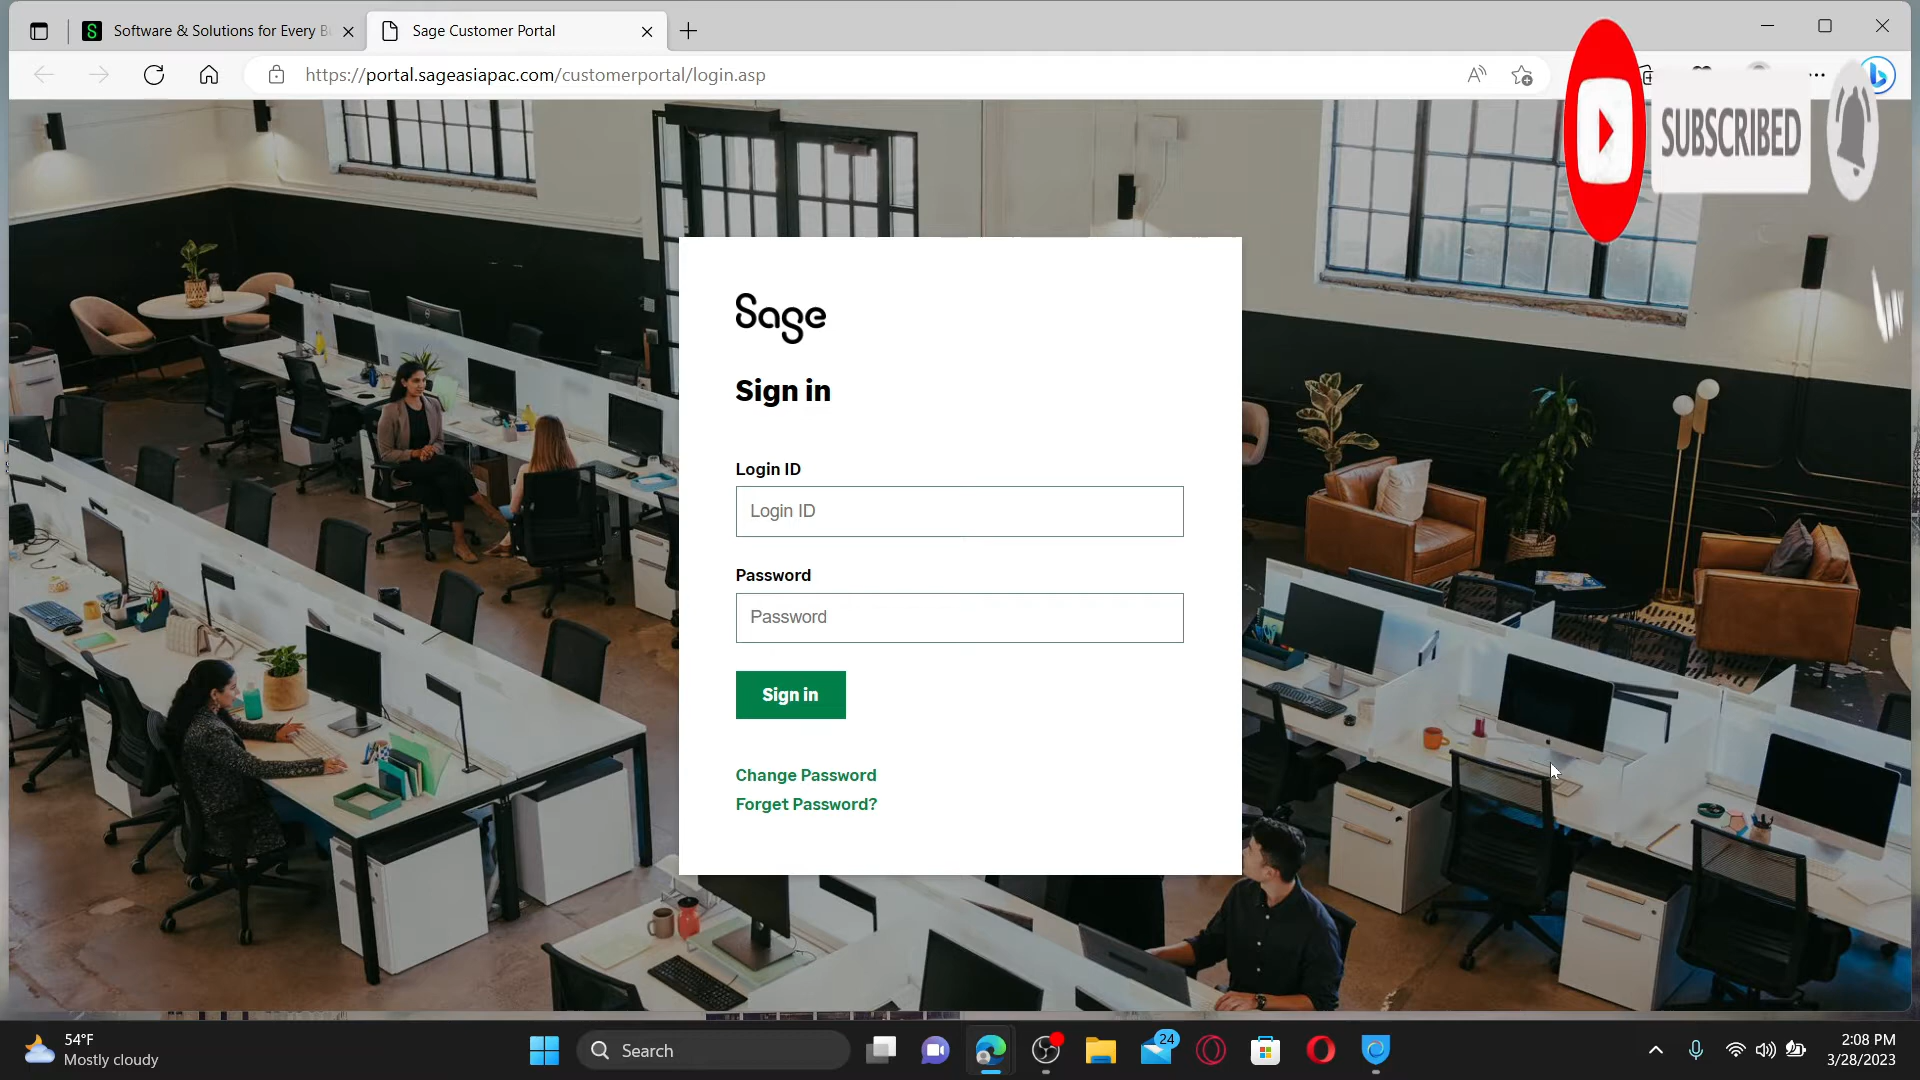 Software & Solutions for Every B
Sage Customer Portal
https://portal.sageasiapac.com/customerportal/login.asp
SUBSCRIBED
Sage
Sign in
Login ID
Login ID
Password
Password
Sign in
Change Password
Forget Password?
54°F
Mostly cloudy
Search
24
2:08 PM
3/28/2023